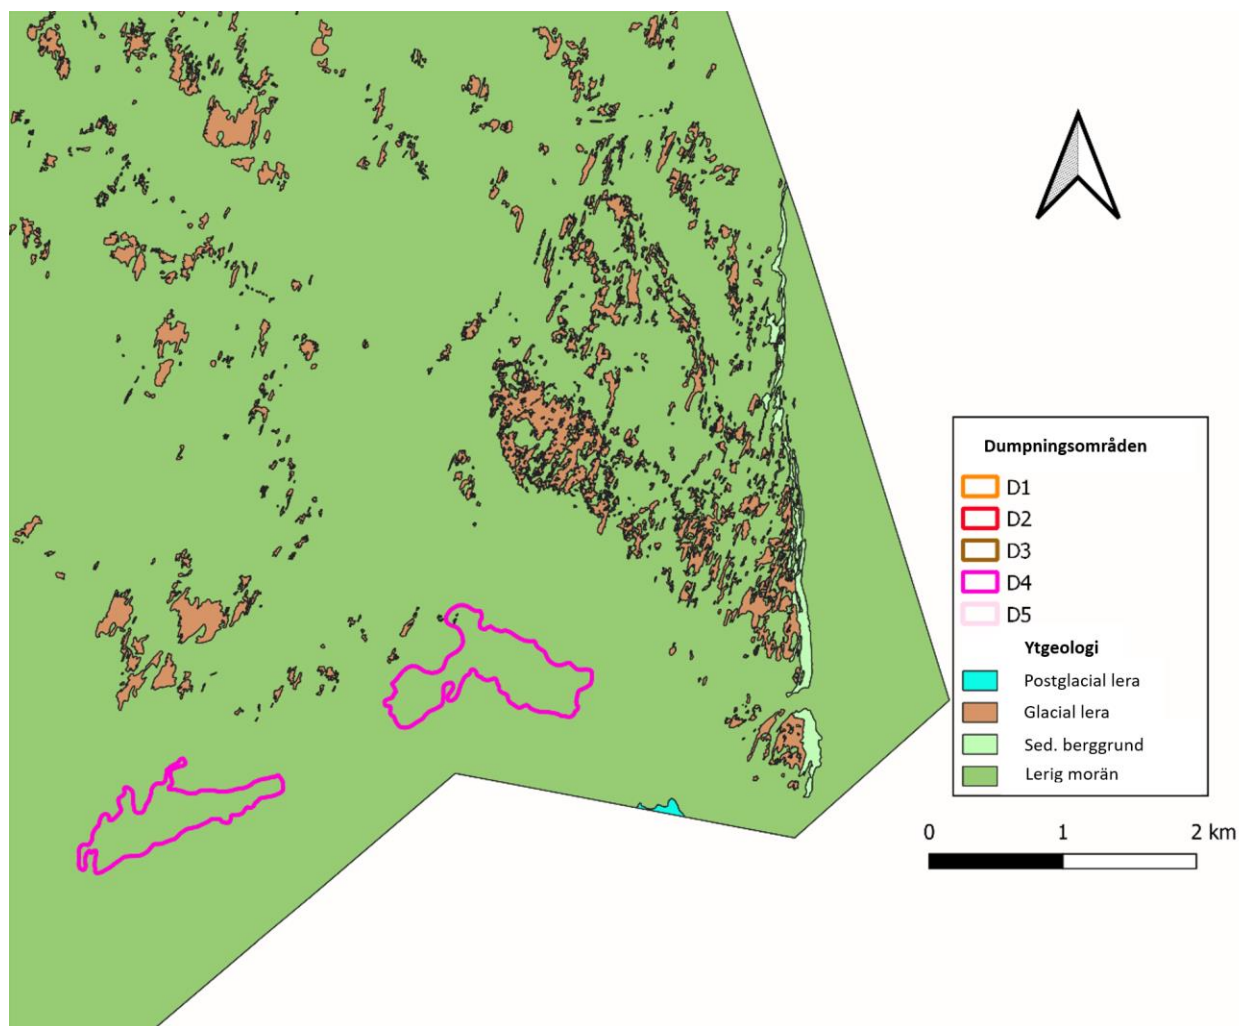 Dumpningsområden
D1
D2
D3
D4
D5
Ytgeologi
Postglacial lera
Glacial lera
Sed. berggrund
Lerig morän
0 1 2 km